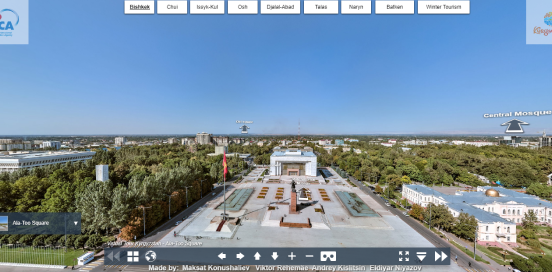 CA
Bishkek Chui Issyk-Kul Osh Djalal-Abad Talas Naryn Batken Winter Tourism
Central Mosque
Ala-Too Square
Virtual Tour Kyrgyzstan - Ala-Too Square
Made by: Maksat Konushaliev Viktor Rehemae Andrey Kislitsin Eldiyar Niyazov